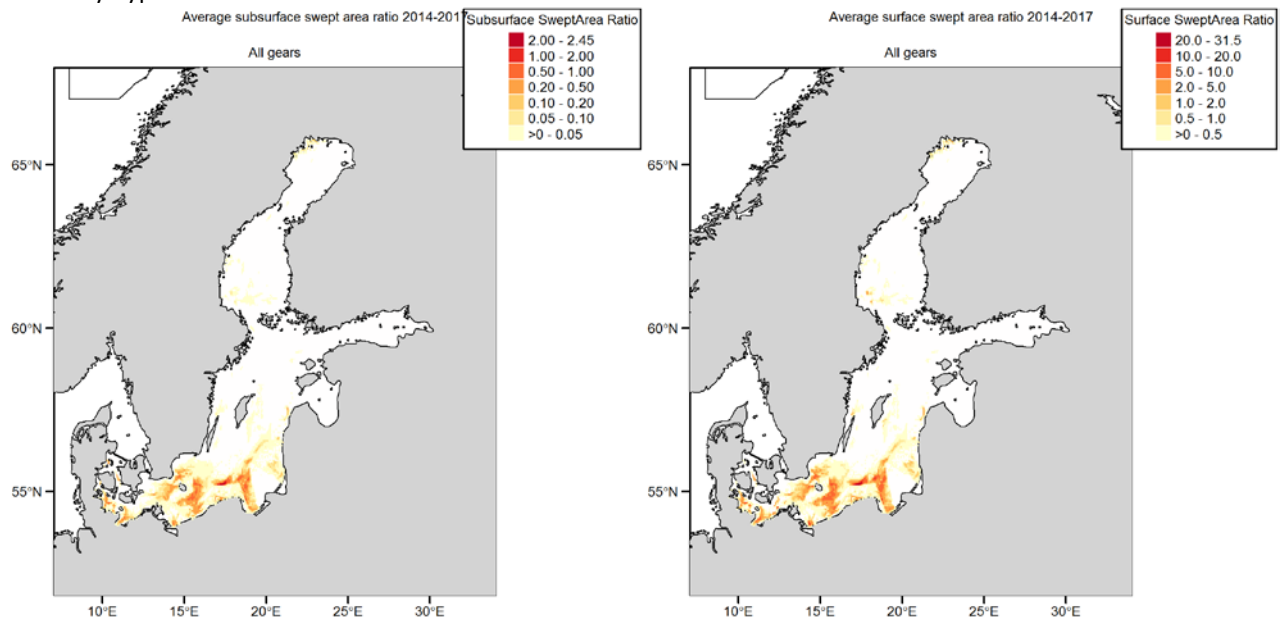 Average subsurface swept area ratio 2014-2017
All gears
Subsurface SweptArea Ratio
2.00 - 2.45
1.00 - 2.00
0.50 - 1.00
0.20 - 0.50
0.10 - 0.20
0.05 - 0.10
>0 - 0.05
65°N
60°N
55°N
10°E 15°E 20°E 25°E 30°E
Average surface swept area ratio 2014-2017
All gears
Surface SweptArea Ratio
20.0 - 31.5
10.0 - 20.0
5.0 - 10.0
2.0 - 5.0
1.0 - 2.0
0.5 - 1.0
>0 - 0.5
65°N
60°N
55°N
10°E 15°E 20°E 25°E 30°E